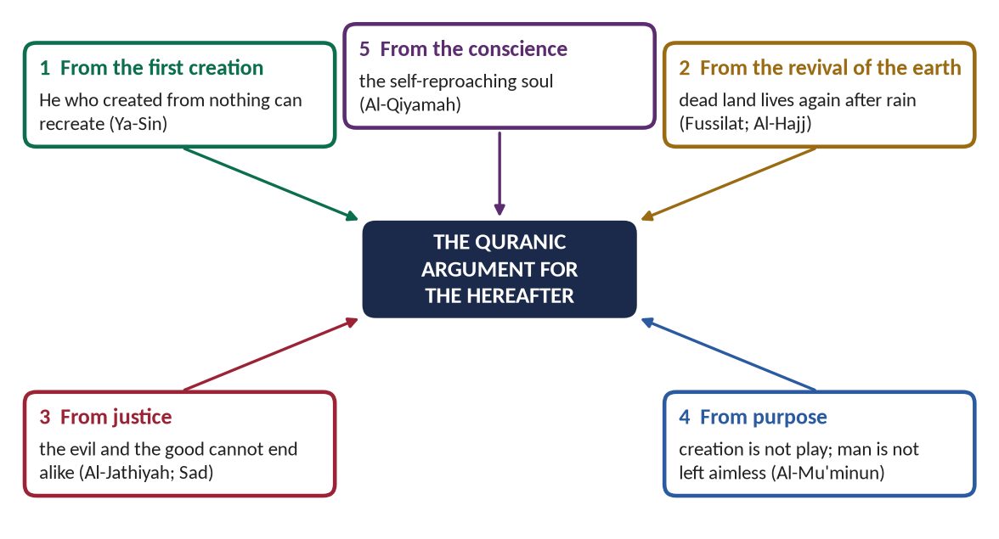 1 From the first creation
He who created from nothing can
recreate (Ya-Sin)
5 From the conscience
the self-reproaching soul
(Al-Qiyamah)
2 From the revival of the earth
dead land lives again after rain
(Fussilat; Al-Hajj)
THE QURANIC
ARGUMENT FOR
THE HEREAFTER
3 From justice
the evil and the good cannot end
alike (Al-Jathiyah; Sad)
4 From purpose
creation is not play; man is not
left aimless (Al-Mu'minun)